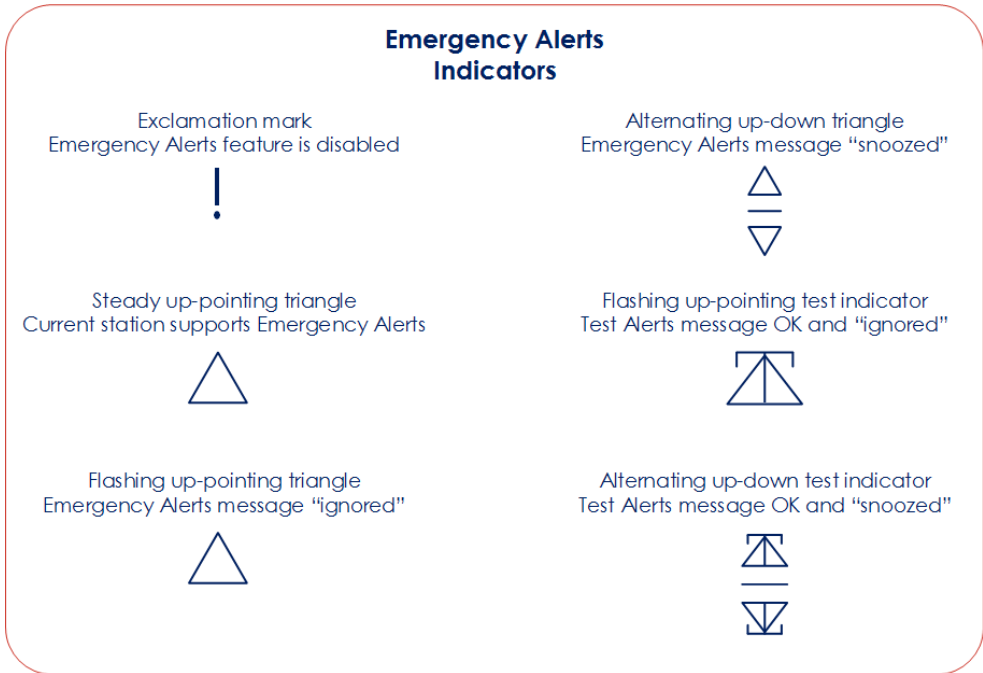 Emergency Alerts
Indicators
Exclamation mark
Emergency Alerts feature is disabled
Steady up-pointing triangle
Current station supports Emergency Alerts
Flashing up-pointing triangle
Emergency Alerts message “ignored”
Alternating up-down triangle
Emergency Alerts message “snoozed”
Flashing up-pointing test indicator
Test Alerts message OK and “ignored”
Alternating up-down test indicator
Test Alerts message OK and “snoozed”